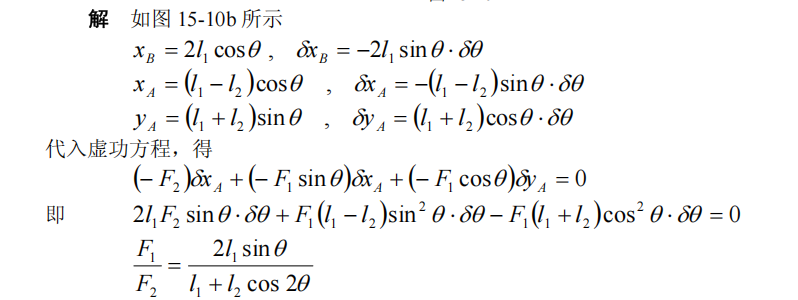 解 如图 15-10b 所示
x_B = 2l_1 cosθ , δx_B = −2l_1 sinθ·δθ
x_A = (l_1 − l_2)cosθ , δx_A = −(l_1 − l_2)sinθ·δθ
y_A = (l_1 + l_2)sinθ , δy_A = (l_1 + l_2)cosθ·δθ
代入虚功方程，得
(− F_2)δx_A + (− F_1 sinθ)δx_A + (− F_1 cosθ)δy_A = 0
即 2l_1F_2 sinθ·δθ + F_1(l_1 − l_2)sin^2 θ·δθ − F_1(l_1 + l_2)cos^2 θ·δθ = 0
F_1/F_2 = 2l_1 sinθ/(l_1 + l_2 cos 2θ)